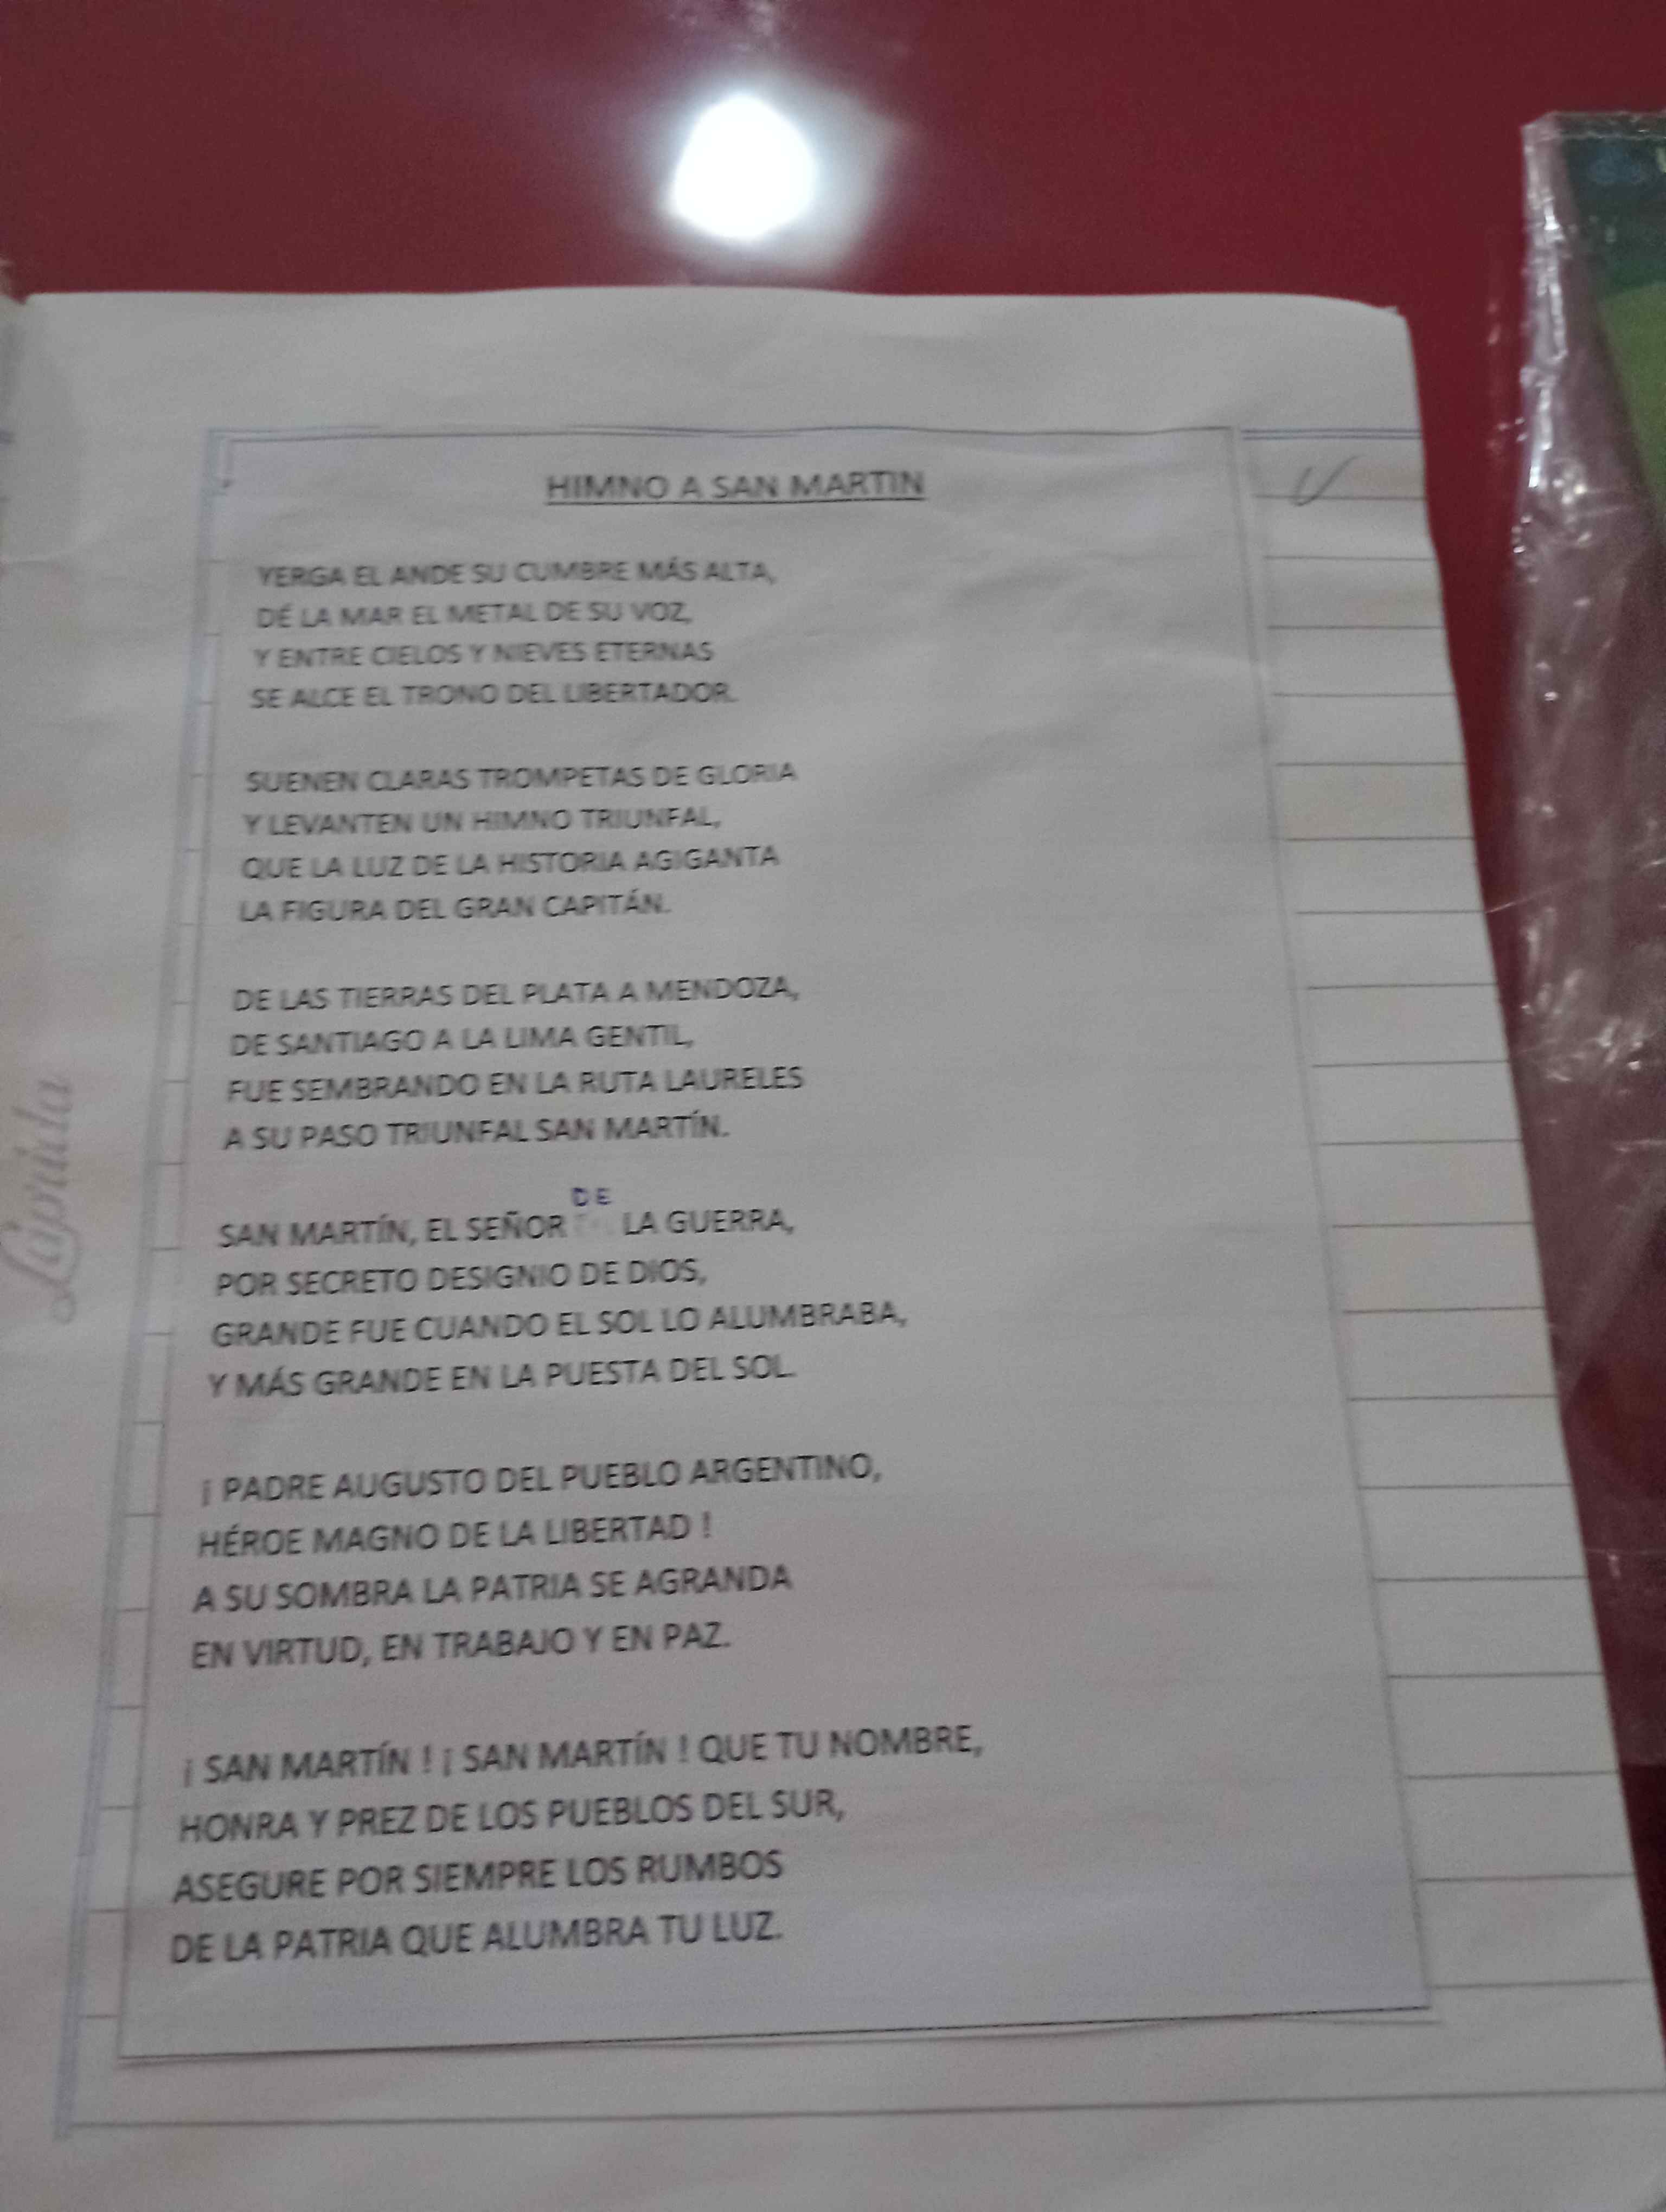 HIMNO A SAN MARTIN
YERGA EL ANDE SU CUMBRE MÁS ALTA,
DÉ LA MAR EL METAL DE SU VOZ,
Y ENTRE CIELOS Y NIEVES ETERNAS
SE ALCE EL TRONO DEL LIBERTADOR.
SUENEN CLARAS TROMPETAS DE GLORIA
Y LEVANTEN UN HIMNO TRIUNFAL,
QUE LA LUZ DE LA HISTORIA AGIGANTA
LA FIGURA DEL GRAN CAPITÁN.
DE LAS TIERRAS DEL PLATA A MENDOZA,
DE SANTIAGO A LA LIMA GENTIL,
FUE SEMBRANDO EN LA RUTA LAURELES
A SU PASO TRIUNFAL SAN MARTÍN.
SAN MARTÍN, EL SEÑOR DE LA GUERRA,
POR SECRETO DESIGNIO DE DIOS,
GRANDE FUE CUANDO EL SOL LO ALUMBRABA,
Y MÁS GRANDE EN LA PUESTA DEL SOL.
¡ PADRE AUGUSTO DEL PUEBLO ARGENTINO,
HÉROE MAGNO DE LA LIBERTAD !
A SU SOMBRA LA PATRIA SE AGRANDA
EN VIRTUD, EN TRABAJO Y EN PAZ.
¡ SAN MARTÍN ! ¡ SAN MARTÍN ! QUE TU NOMBRE,
HONRA Y PREZ DE LOS PUEBLOS DEL SUR,
ASEGURE POR SIEMPRE LOS RUMBOS
DE LA PATRIA QUE ALUMBRA TU LUZ.
Laprida